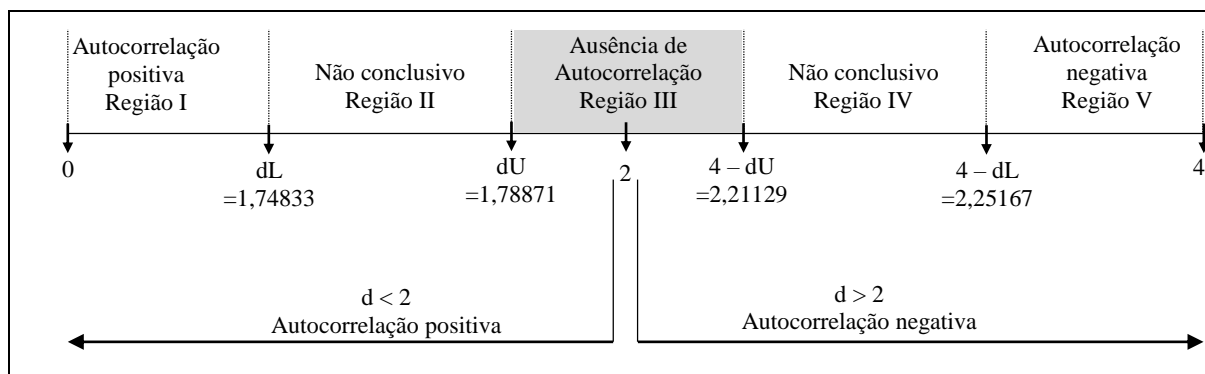 Autocorrelação
positiva
Região I
Não conclusivo
Região II
Ausência de
Autocorrelação
Região III
Não conclusivo
Região IV
Autocorrelação
negativa
Região V
0
dL
=1,74833
dU
=1,78871
2
4 – dU
=2,21129
4 – dL
=2,25167
4
d < 2
Autocorrelação positiva
d > 2
Autocorrelação negativa